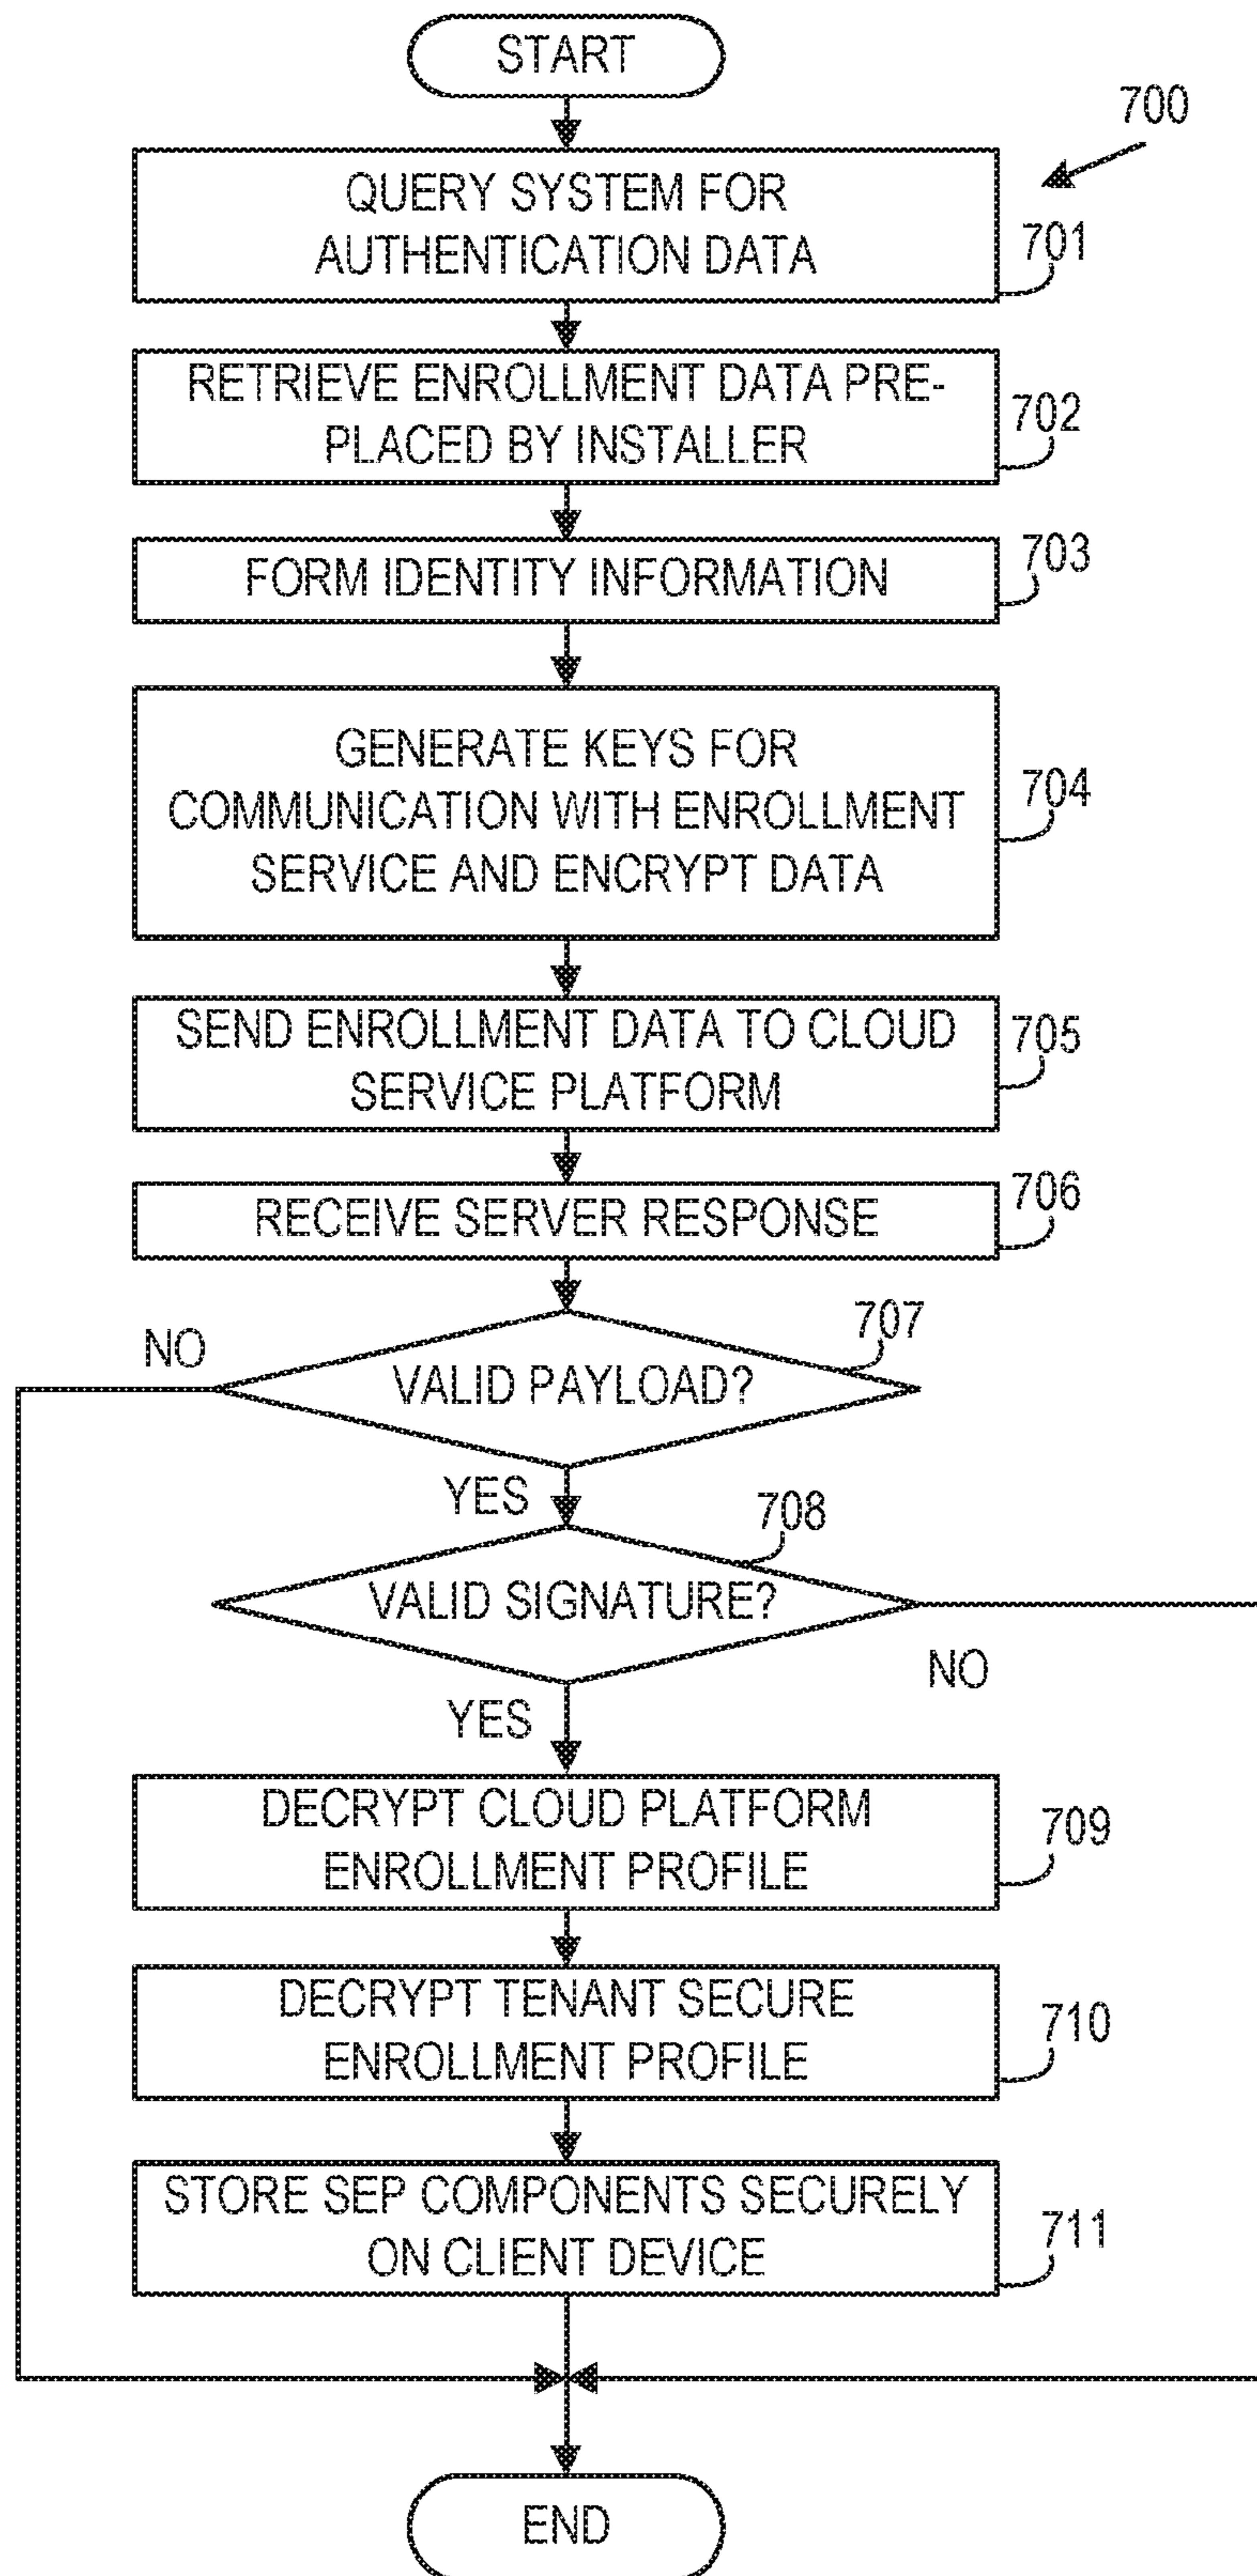 START
700
QUERY SYSTEM FOR
AUTHENTICATION DATA
701
RETRIEVE ENROLLMENT DATA PRE-
PLACED BY INSTALLER
702
FORM IDENTITY INFORMATION
703
GENERATE KEYS FOR
COMMUNICATION WITH ENROLLMENT
SERVICE AND ENCRYPT DATA
704
SEND ENROLLMENT DATA TO CLOUD
SERVICE PLATFORM
705
RECEIVE SERVER RESPONSE
706
VALID PAYLOAD?
707
NO
YES
VALID SIGNATURE?
708
NO
YES
DECRYPT CLOUD PLATFORM
ENROLLMENT PROFILE
709
DECRYPT TENANT SECURE
ENROLLMENT PROFILE
710
STORE SEP COMPONENTS SECURELY
ON CLIENT DEVICE
711
END